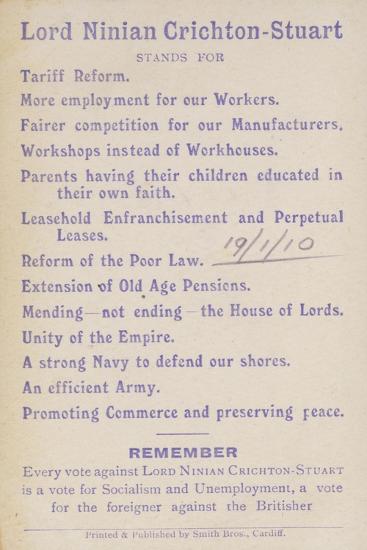 Lord Ninian Crichton-Stuart
STANDS FOR
Tariff Reform.
More employment for our Workers.
Fairer competition for our Manufacturers.
Workshops instead of Workhouses.
Parents having their children educated in
their own faith.
Leasehold Enfranchisement and Perpetual
Leases.
19/1/10
Reform of the Poor Law.
Extension of Old Age Pensions.
Mending—not ending—the House of Lords.
Unity of the Empire.
A strong Navy to defend our shores.
An efficient Army.
Promoting Commerce and preserving peace.
REMEMBER
Every vote against LORD NINIAN CRICHTON-STUART
is a vote for Socialism and Unemployment, a vote
for the foreigner against the Britisher
Printed & Published by Smith Bros., Cardiff.